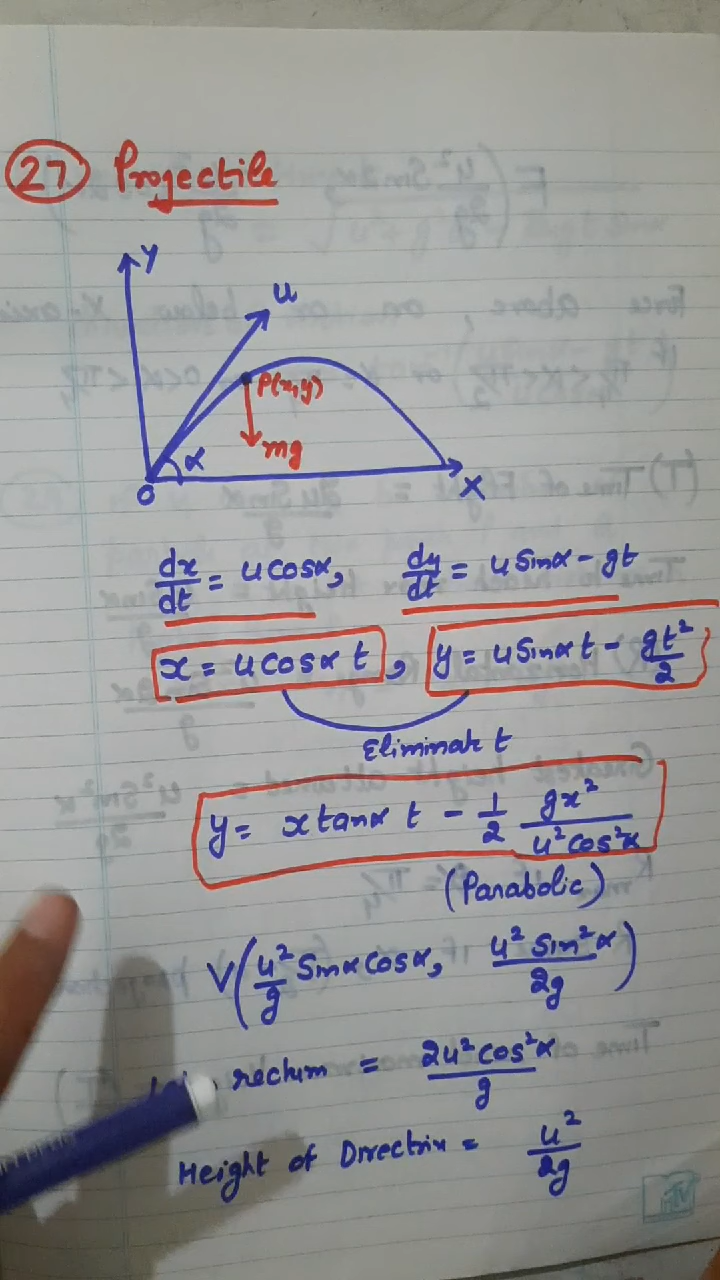 27 Projectile
Y
u
P(x,y)
mg
α
O
X
dx/dt = u cosα, dy/dt = u Sinα - gt
x = u cosα t, y = u Sinα t - gt²/2
Eliminate t
y = x tanα t - 1/2 gx²/u²cos²α
(Parabolic)
V(u²/g Sinα cosα, u² Sin²α/2g)
rectum = 2u²cos²α/g
Height of Directrix = u²/2g